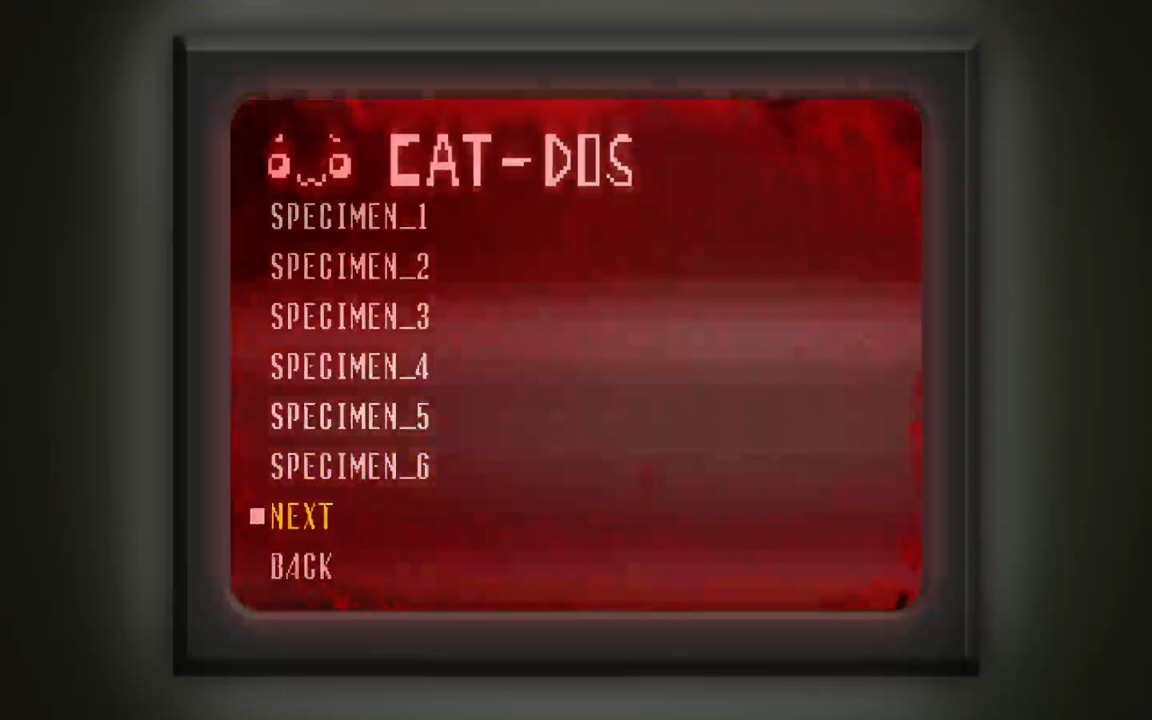 CAT-DOS
SPECIMEN_1
SPECIMEN_2
SPECIMEN_3
SPECIMEN_4
SPECIMEN_5
SPECIMEN_6
NEXT
BACK